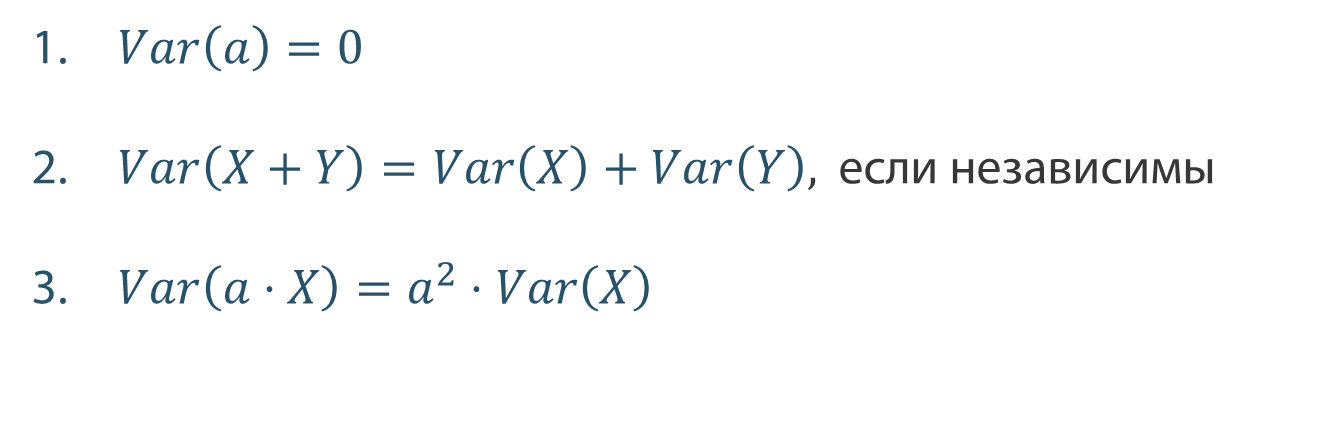 1. Var(a) = 0
2. Var(X + Y) = Var(X) + Var(Y), если независимы
3. Var(a · X) = a² · Var(X)